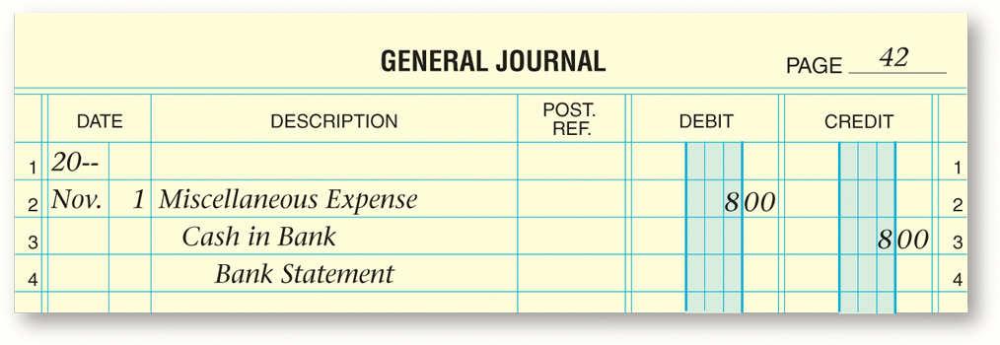 GENERAL JOURNAL PAGE 42
DATE DESCRIPTION POST. REF. DEBIT CREDIT
1 20-- 1
2 Nov. 1 Miscellaneous Expense 8 00 2
3 Cash in Bank 8 00 3
4 Bank Statement 4